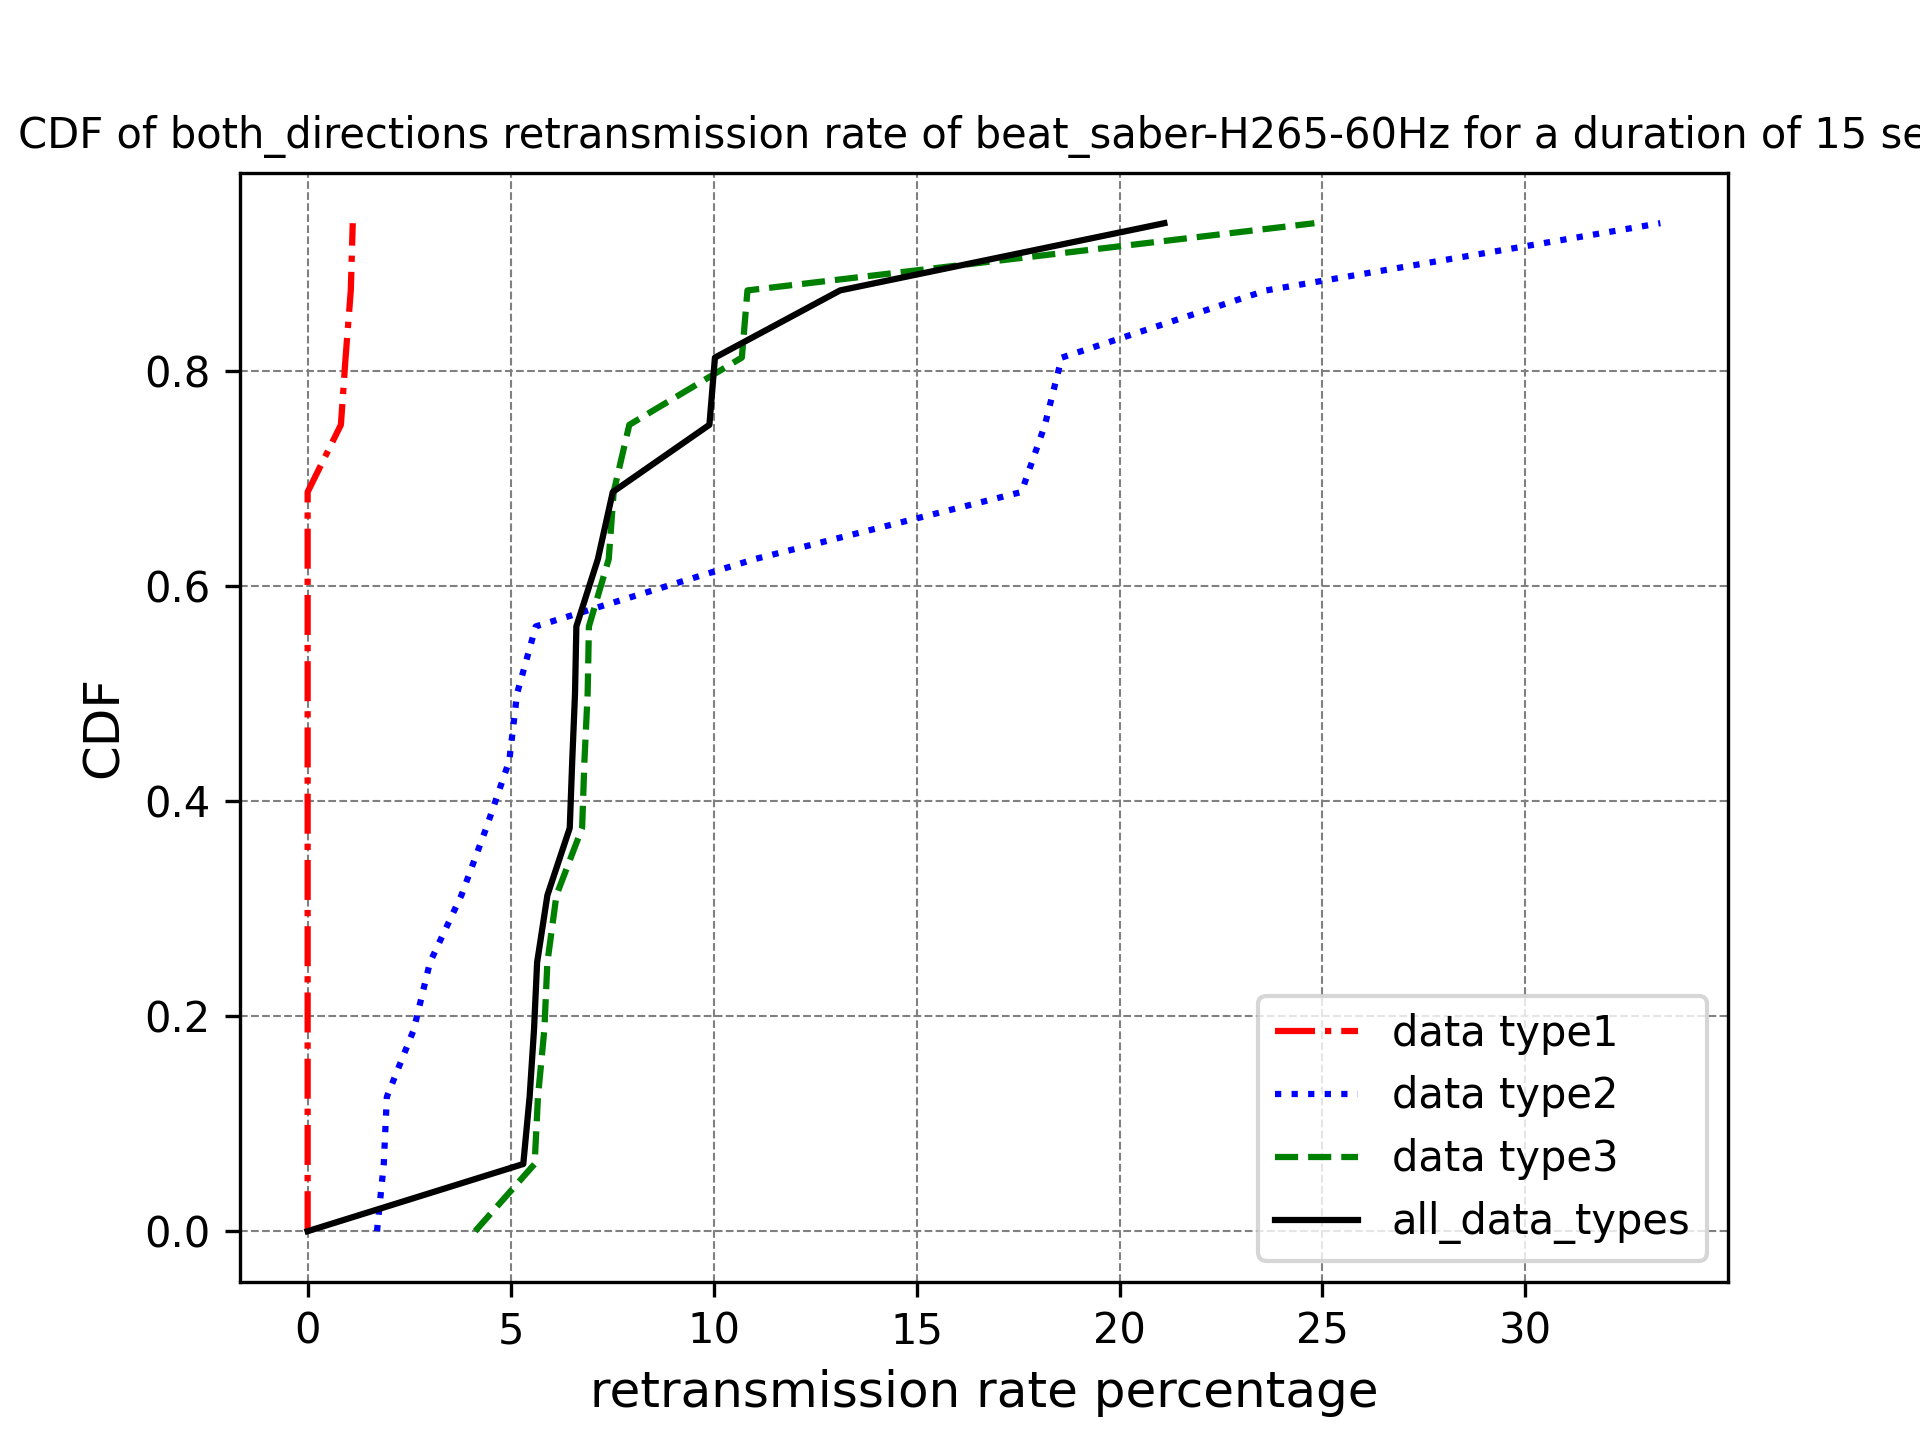 CDF of both_directions retransmission rate of beat_saber-H265-60Hz for a duration of 15 se
CDF
0.8
0.6
0.4
0.2
0.0
0 5 10 15 20 25 30
retransmission rate percentage
data type1
data type2
data type3
all_data_types